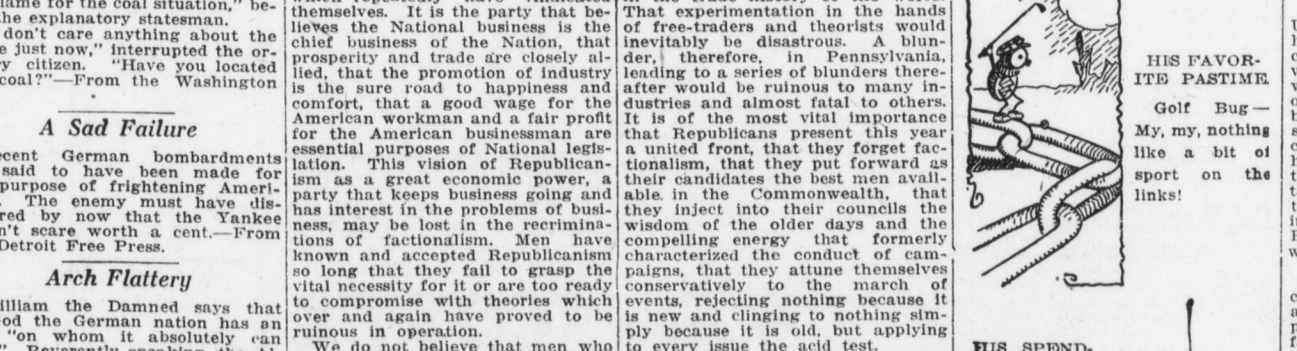 lame for the coal situation," be-
the explanatory statesman.
don't care anything about the
e just now," interrupted the or-
y citizen. "Have you located
coal?"—From the Washington
A Sad Failure
ecent German bombardments
said to have been made for
purpose of frightening Ameri-
. The enemy must have dis-
red by now that the Yankee
n't scare worth a cent.—From
Detroit Free Press.
Arch Flattery
illiam the Damned says that
od the German nation has an
"on whom it absolutely can
themselves. It is the party that be-
lieves the National business is the
chief business of the Nation, that
prosperity and trade are closely al-
lied, that the promotion of industry
is the sure road to happiness and
comfort, that a good wage for the
American workman and a fair profit
for the American businessman are
essential purposes of National legis-
lation. This vision of Republican-
ism as a great economic power, a
party that keeps business going and
has interest in the problems of busi-
ness, may be lost in the recrimina-
tions of factionalism. Men have
known and accepted Republicanism
so long that they fail to grasp the
vital necessity for it or are too ready
to compromise with theories which
over and again have proved to be
ruinous in operation.
We do not believe that men who
That experimentation in the hands
of free-traders and theorists would
inevitably be disastrous. A blun-
der, therefore, in Pennsylvania,
leading to a series of blunders there-
after would be ruinous to many in-
dustries and almost fatal to others.
It is of the most vital importance
that Republicans present this year
a united front, that they forget fac-
tionalism, that they put forward as
their candidates the best men avail-
able. in the Commonwealth, that
they inject into their councils the
wisdom of the older days and the
compelling energy that formerly
characterized the conduct of cam-
paigns, that they attune themselves
conservatively to the march of
events, rejecting nothing because it
is new and clinging to nothing sim-
ply because it is old, but applying
to every issue the acid test.
HIS FAVOR-
ITE PASTIME.
Golf Bug—
My, my, nothing
like a bit of
sport on the
links!
HIS SPEND-